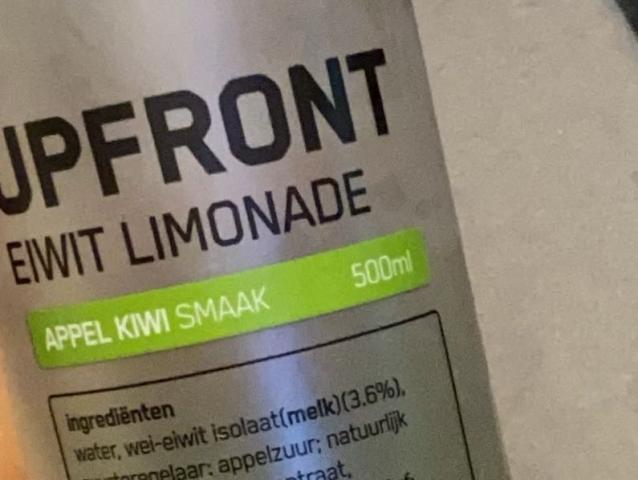 UPFRONT
EIWIT LIMONADE
APPEL KIWI SMAAK 500ml
ingrediënten
water, wei-eiwit isolaat(melk)(3.6%),
appelzuur; natuurlijk